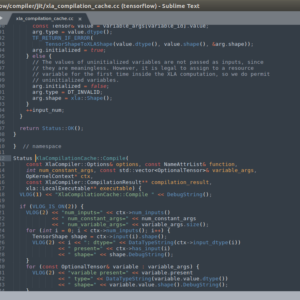 ow/compiler/jit/xla_compilation_cache.cc (tensorflow) - Sublime Text
xla_compilation_cache.cc
const Tensor& value = variable_args[variable_id] value;
arg.type = value.dtype();
TF_RETURN_IF_ERROR(
TensorShapeToXLAShape(value.dtype(), value.shape(), &arg.shape));
arg.initialized = true;
} else {
// The values of uninitialized variables are not passed as inputs, since
// they are meaningless. However, it is legal to assign to a resource
// variable for the first time inside the XLA computation, so we do permit
// uninitialized variables.
arg.initialized = false;
arg.type = DT_INVALID;
arg.shape = xla::Shape();
}
++input_num;
}
return Status::OK();
}
} // namespace
Status XlaCompilationCache::Compile(
const XlaCompiler::Options& options, const NameAttrList& function,
int num_constant_args, const std::vector<OptionalTensor>& variable_args,
OpKernelContext* ctx,
const XlaCompiler::CompilationResult** compilation_result,
xla::LocalExecutable** executable) {
VLOG(1) << "XlaCompilationCache::Compile " << DebugString();
if (VLOG_IS_ON(2)) {
VLOG(2) << "num_inputs=" << ctx->num_inputs()
<< " num_constant_args=" << num_constant_args
<< " num_variable_args=" << variable_args.size();
for (int i = 0; i < ctx->num_inputs(); i++) {
TensorShape shape = ctx->input(i).shape();
VLOG(2) << i << ": dtype=" << DataTypeString(ctx->input_dtype(i))
<< " present=" << ctx->has_input(i)
<< " shape=" << shape.DebugString();
}
for (const OptionalTensor& variable : variable_args) {
VLOG(2) << "variable present=" << variable.present
<< " type=" << DataTypeString(variable.value.dtype())
<< " shape=" << variable.value.shape().DebugString();